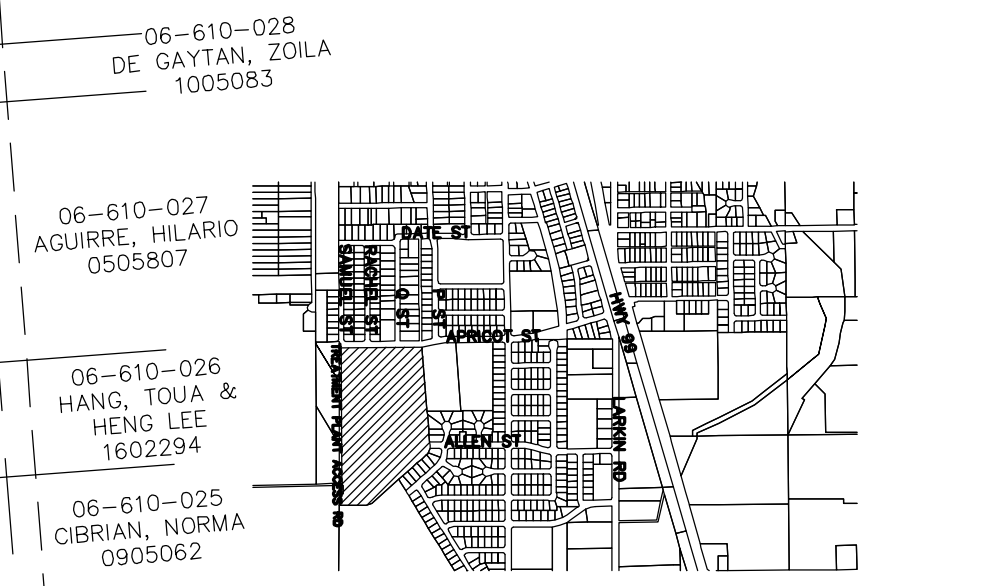 06-610-028
DE GAYTAN, ZOILA
1005083
06-610-027
AGUIRRE, HILARIO
0505807
06-610-026
HANG, TOUA &
HENG LEE
1602294
06-610-025
CIBRIAN, NORMA
0905062
DATE ST
SAMUEL ST
RACHEL ST
Q ST
P ST
APRICOT ST
HWY 99
TREATMENT PLANT ACCESS RD
ALLEN ST
LARKIN RD